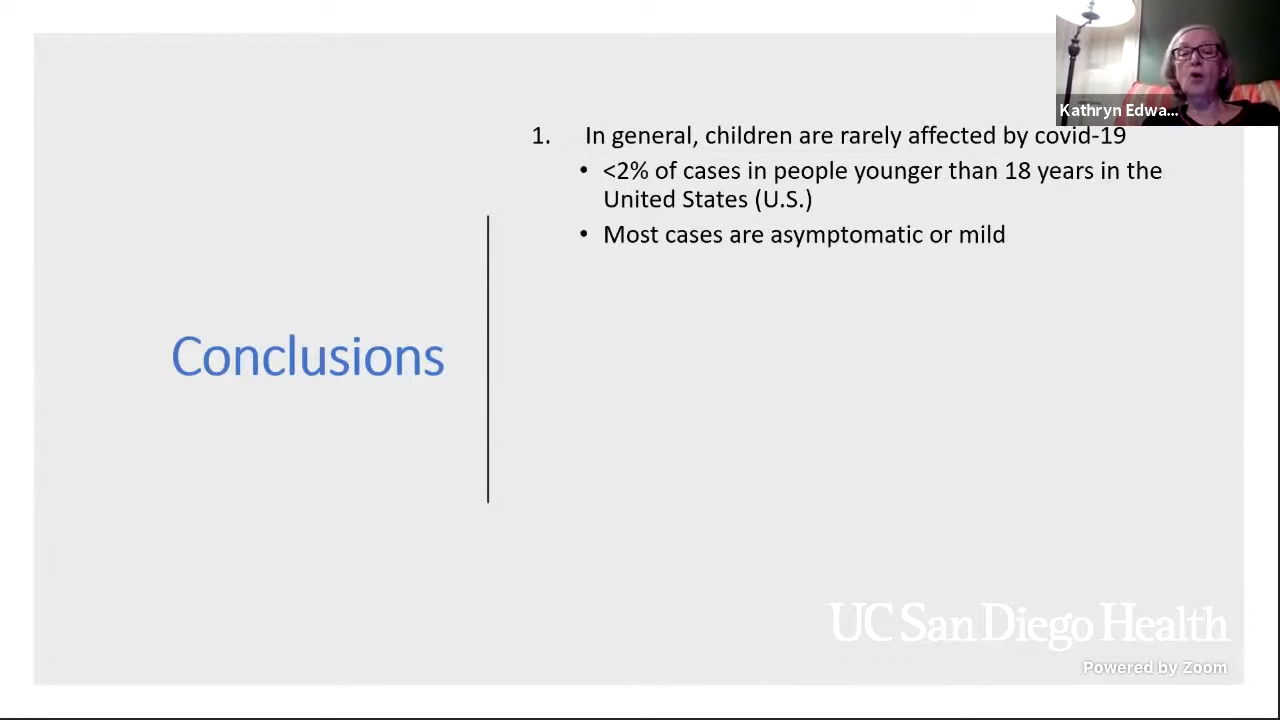 Kathryn Edwa...
1. In general, children are rarely affected by covid-19
• <2% of cases in people younger than 18 years in the
United States (U.S.)
• Most cases are asymptomatic or mild
Conclusions
UC San Diego Health
Powered by Zoom